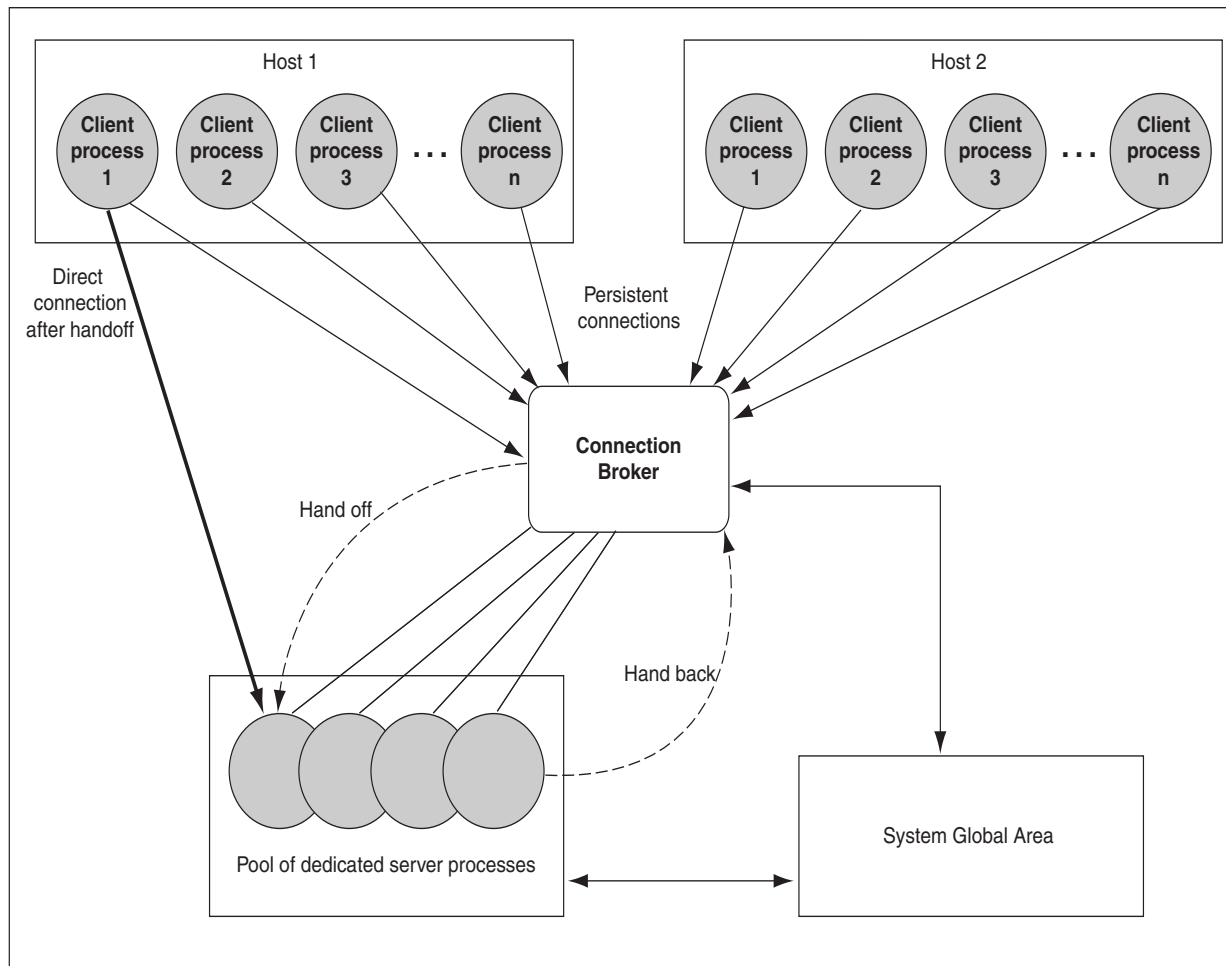 Host 1
Client process 1
Client process 2
Client process 3
...
Client process n
Host 2
Client process 1
Client process 2
Client process 3
...
Client process n
Direct
connection
after handoff
Persistent
connections
Connection
Broker
Hand off
Hand back
Pool of dedicated server processes
System Global Area